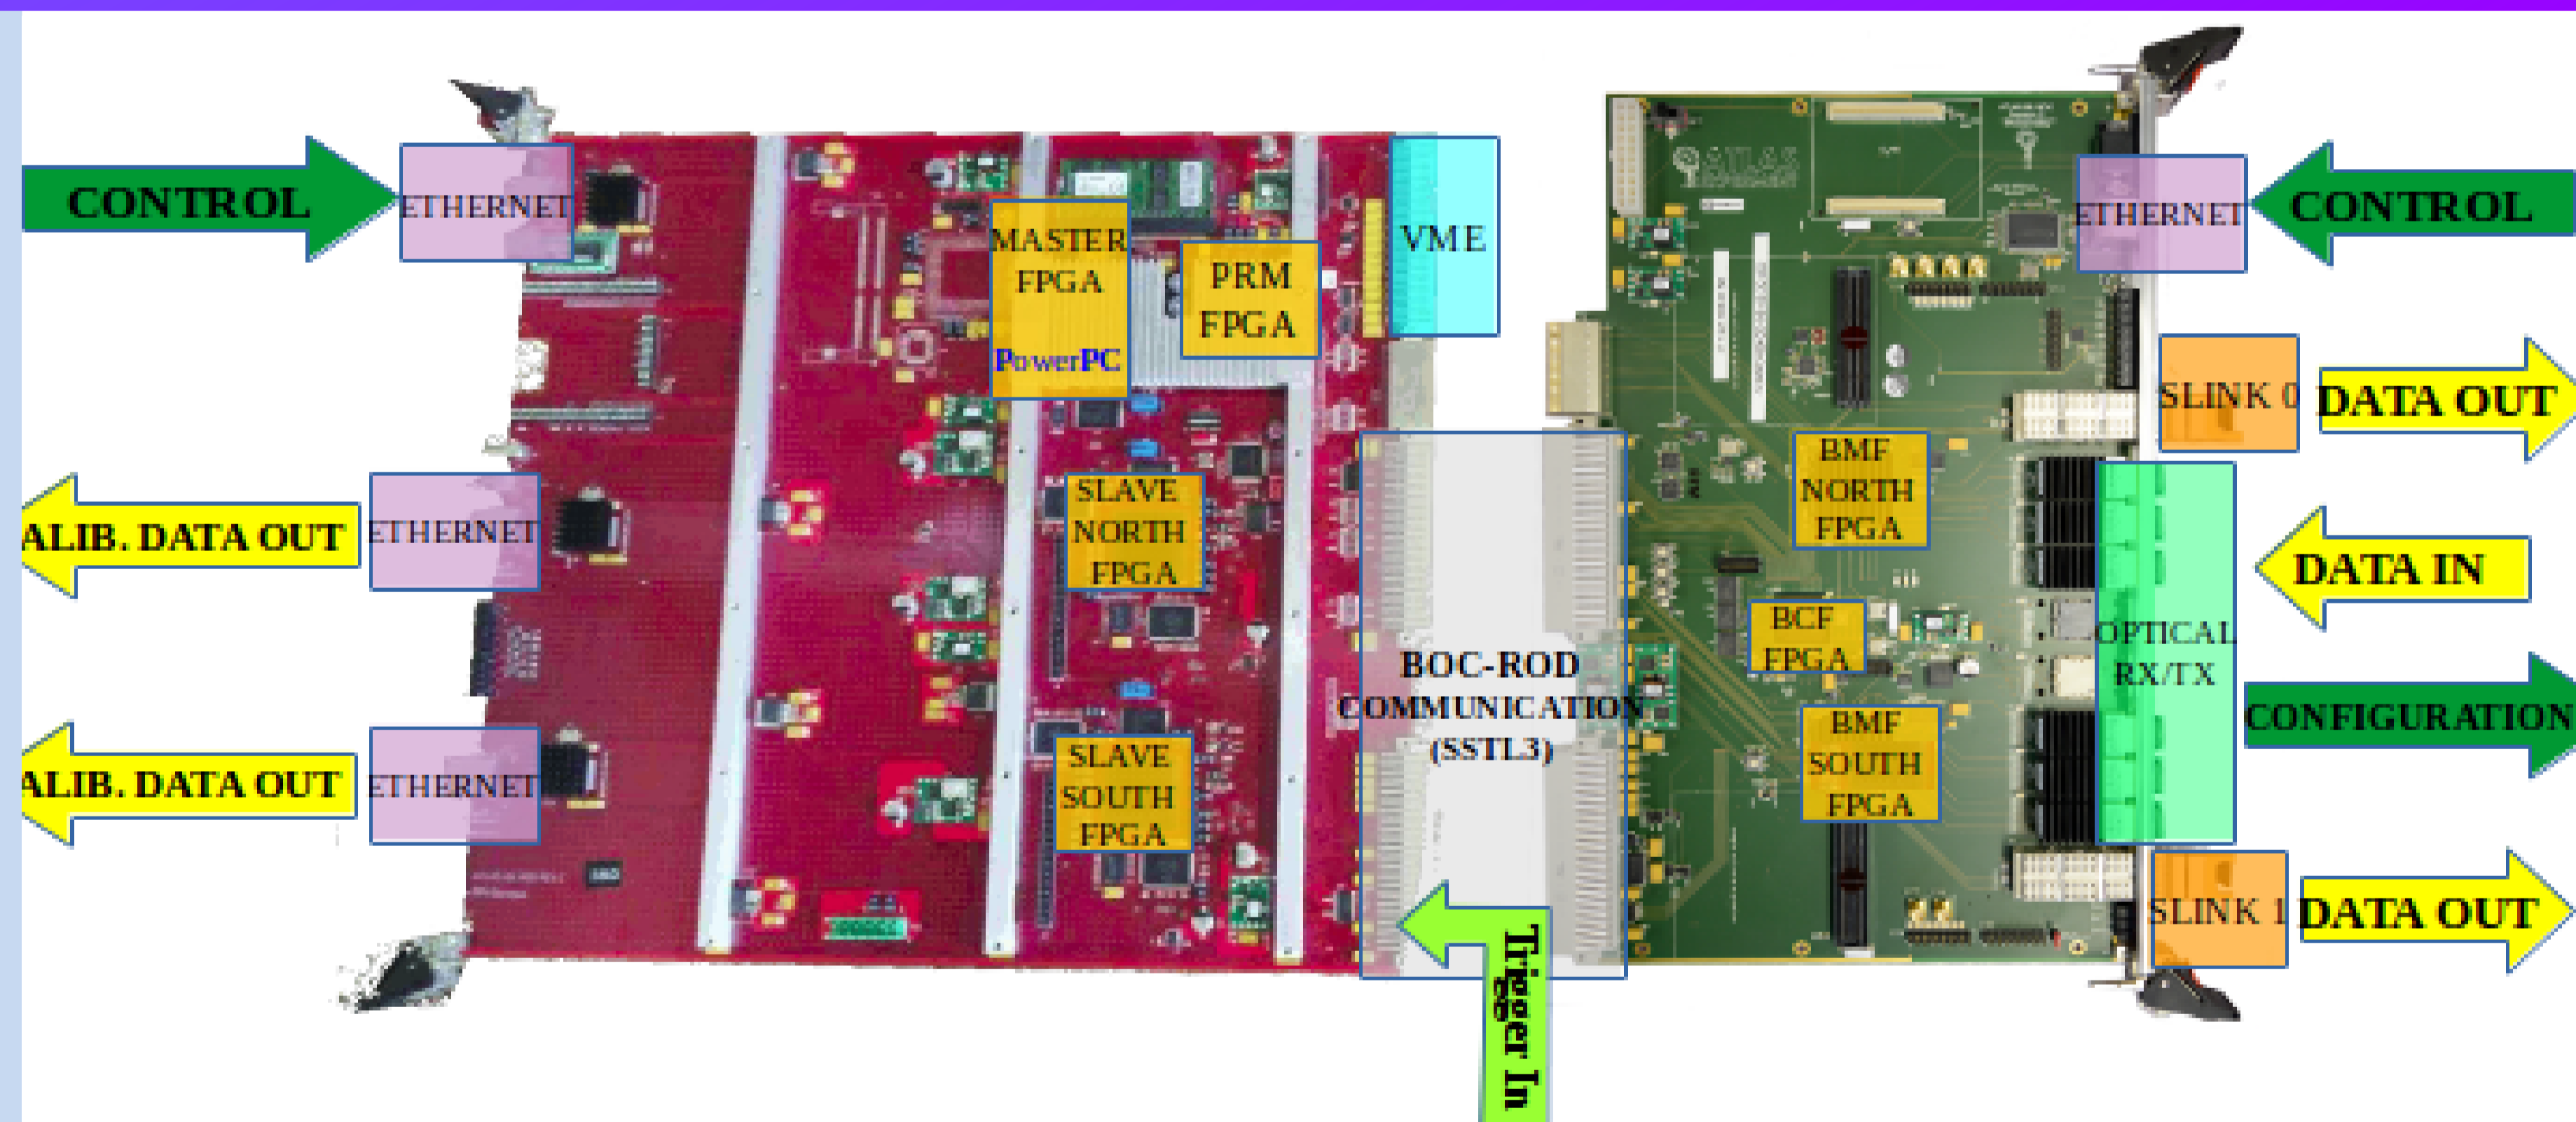 CONTROL
ETHERNET
MASTER
FPGA
PowerPC
PRM
FPGA
VME
ATLAS
EXPERIMENT
ETHERNET
CONTROL
SLINK 0
DATA OUT
ALIB. DATA OUT
ETHERNET
SLAVE
NORTH
FPGA
BMF
NORTH
FPGA
DATA IN
BCF
FPGA
OPTICAL
RX/TX
BOC-ROD
COMMUNICATION
(SSTL3)
CONFIGURATION
ALIB. DATA OUT
ETHERNET
SLAVE
SOUTH
FPGA
BMF
SOUTH
FPGA
SLINK 1
DATA OUT
Trigger In